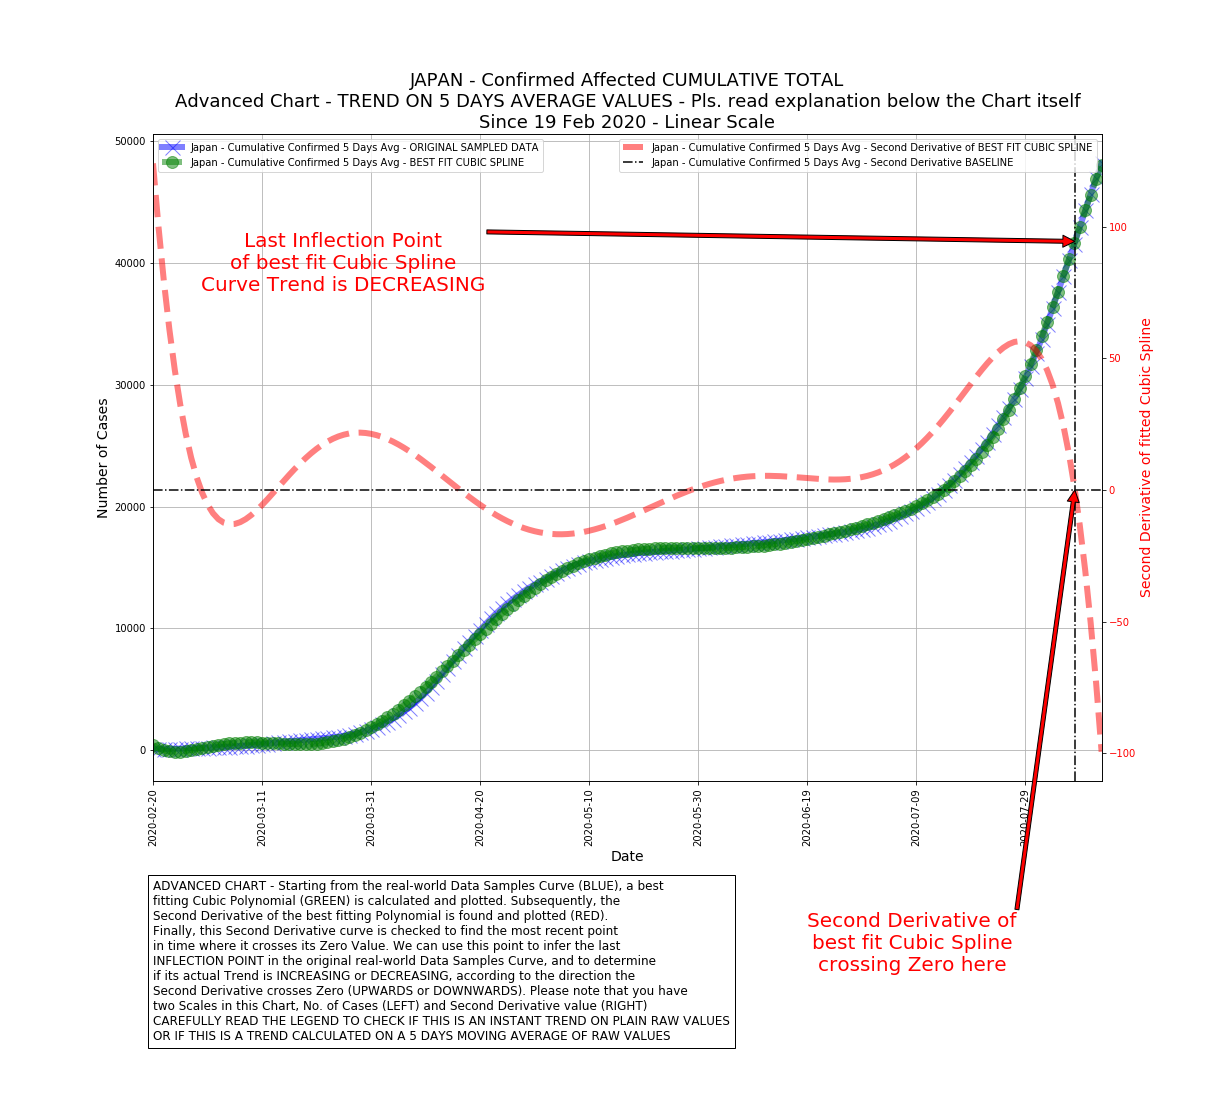 JAPAN - Confirmed Affected CUMULATIVE TOTAL
Advanced Chart - TREND ON 5 DAYS AVERAGE VALUES - Pls. read explanation below the Chart itself
Since 19 Feb 2020 - Linear Scale
Japan - Cumulative Confirmed 5 Days Avg - ORIGINAL SAMPLED DATA
Japan - Cumulative Confirmed 5 Days Avg - BEST FIT CUBIC SPLINE
Japan - Cumulative Confirmed 5 Days Avg - Second Derivative of BEST FIT CUBIC SPLINE
Japan - Cumulative Confirmed 5 Days Avg - Second Derivative BASELINE
Last Inflection Point
of best fit Cubic Spline
Curve Trend is DECREASING
Number of Cases
50000
40000
30000
20000
10000
0
100
50
0
−50
−100
Second Derivative of fitted Cubic Spline
2020-02-20
2020-03-11
2020-03-31
2020-04-20
2020-05-10
2020-05-30
2020-06-19
2020-07-09
2020-07-29
Date
Second Derivative of
best fit Cubic Spline
crossing Zero here
ADVANCED CHART - Starting from the real-world Data Samples Curve (BLUE), a best
fitting Cubic Polynomial (GREEN) is calculated and plotted. Subsequently, the
Second Derivative of the best fitting Polynomial is found and plotted (RED).
Finally, this Second Derivative curve is checked to find the most recent point
in time where it crosses its Zero Value. We can use this point to infer the last
INFLECTION POINT in the original real-world Data Samples Curve, and to determine
if its actual Trend is INCREASING or DECREASING, according to the direction the
Second Derivative crosses Zero (UPWARDS or DOWNWARDS). Please note that you have
two Scales in this Chart, No. of Cases (LEFT) and Second Derivative value (RIGHT)
CAREFULLY READ THE LEGEND TO CHECK IF THIS IS AN INSTANT TREND ON PLAIN RAW VALUES
OR IF THIS IS A TREND CALCULATED ON A 5 DAYS MOVING AVERAGE OF RAW VALUES